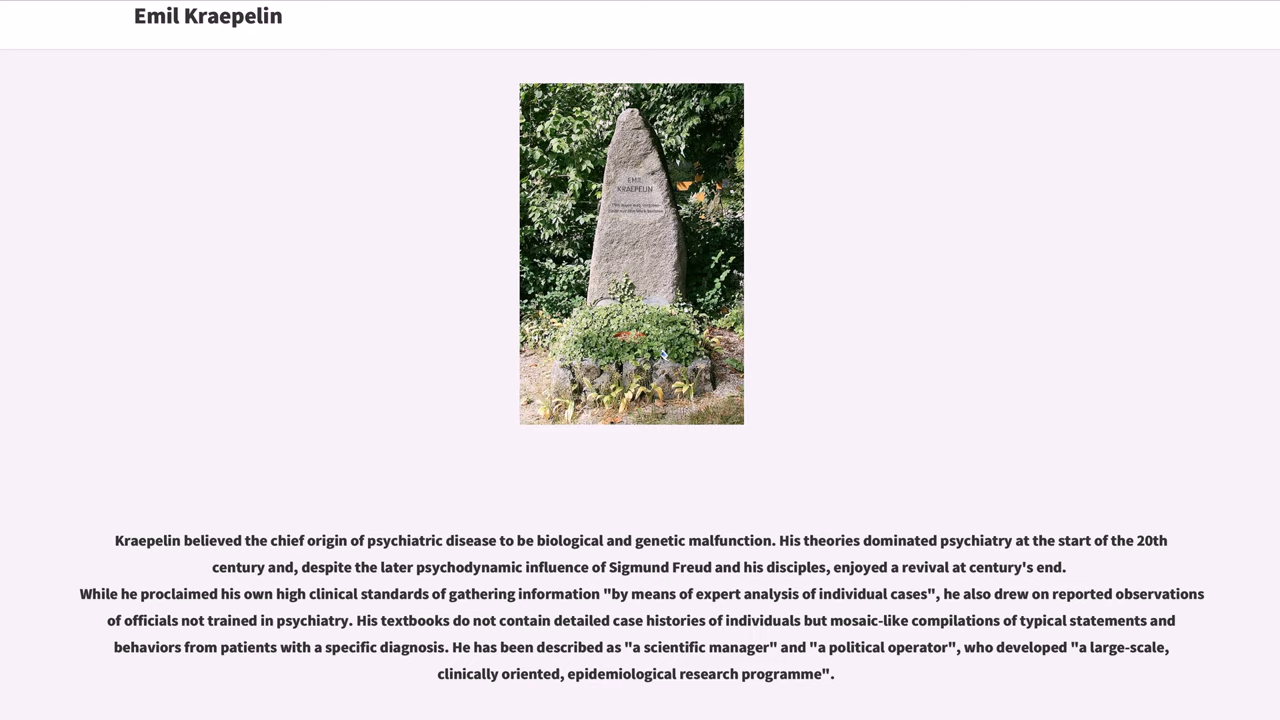 Emil Kraepelin
EMIL
KRAEPELIN
Kraepelin believed the chief origin of psychiatric disease to be biological and genetic malfunction. His theories dominated psychiatry at the start of the 20th
century and, despite the later psychodynamic influence of Sigmund Freud and his disciples, enjoyed a revival at century's end.
While he proclaimed his own high clinical standards of gathering information "by means of expert analysis of individual cases", he also drew on reported observations
of officials not trained in psychiatry. His textbooks do not contain detailed case histories of individuals but mosaic-like compilations of typical statements and
behaviors from patients with a specific diagnosis. He has been described as "a scientific manager" and "a political operator", who developed "a large-scale,
clinically oriented, epidemiological research programme".